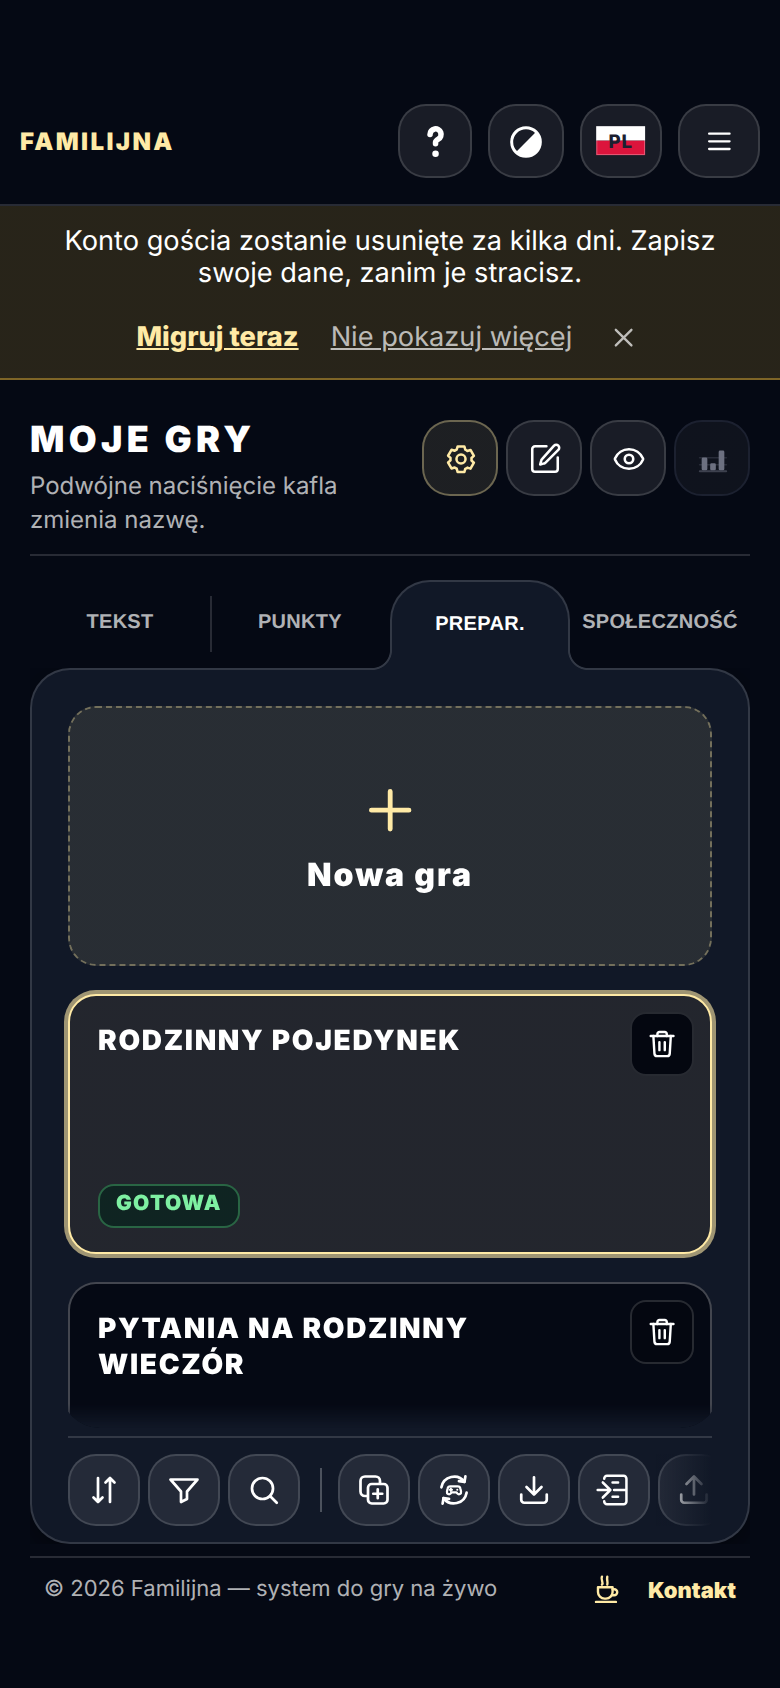 FAMILIJNA
PL
Konto gościa zostanie usunięte za kilka dni. Zapisz
swoje dane, zanim je stracisz.
Migruj teraz Nie pokazuj więcej
MOJE GRY
Podwójne naciśnięcie kafla
zmienia nazwę.
TEKST PUNKTY PREPAR. SPOŁECZNOŚĆ
Nowa gra
RODZINNY POJEDYNEK
GOTOWA
PYTANIA NA RODZINNY
WIECZÓR
© 2026 Familijna — system do gry na żywo
Kontakt